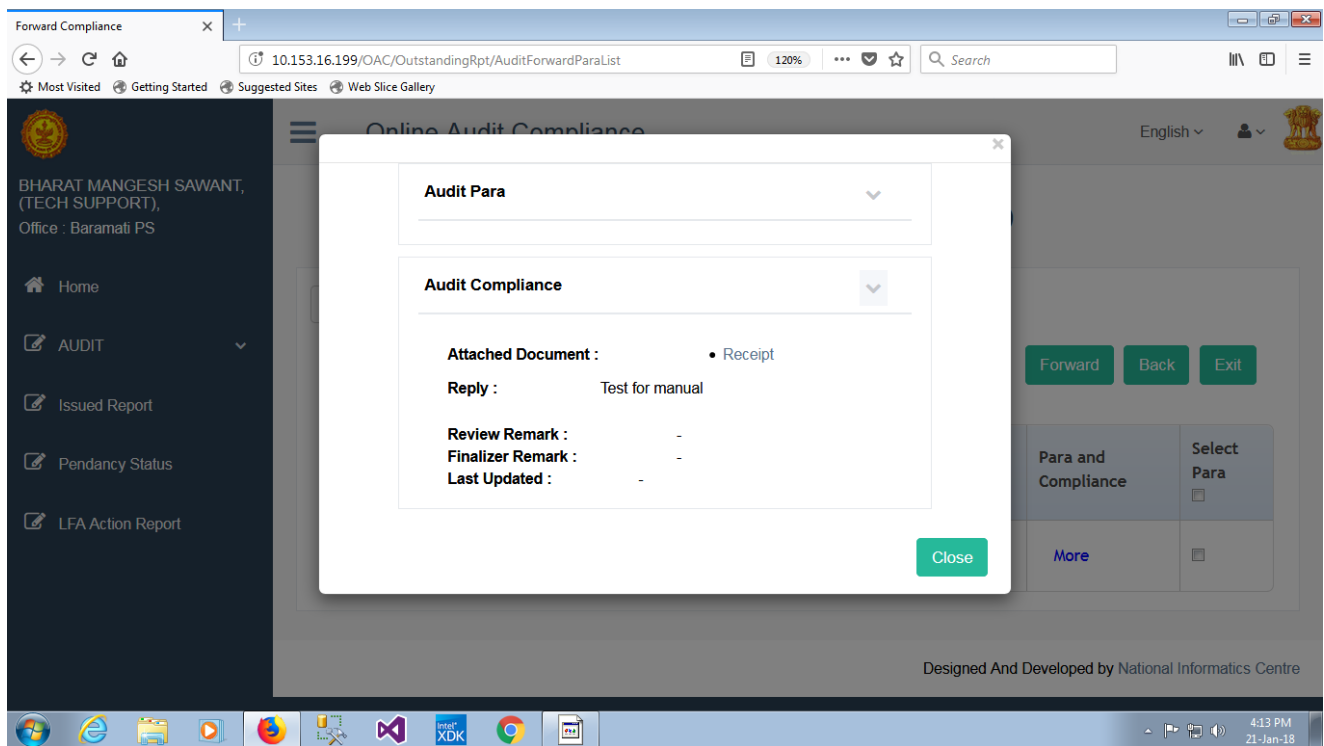 Forward Compliance
10.153.16.199/OAC/OutstandingRpt/AuditForwardParaList
120%
Search
Most Visited Getting Started Suggested Sites Web Slice Gallery
Online Audit Compliance
English
BHARAT MANGESH SAWANT,
(TECH SUPPORT),
Office : Baramati PS
Home
AUDIT
Issued Report
Pendancy Status
LFA Action Report
Audit Para
Audit Compliance
Attached Document : • Receipt
Reply : Test for manual
Review Remark : -
Finalizer Remark : -
Last Updated : -
Close
Forward Back Exit
Para and
Compliance
Select
Para
More
Designed And Developed by National Informatics Centre
intel
XDK
4:13 PM
21-Jan-18